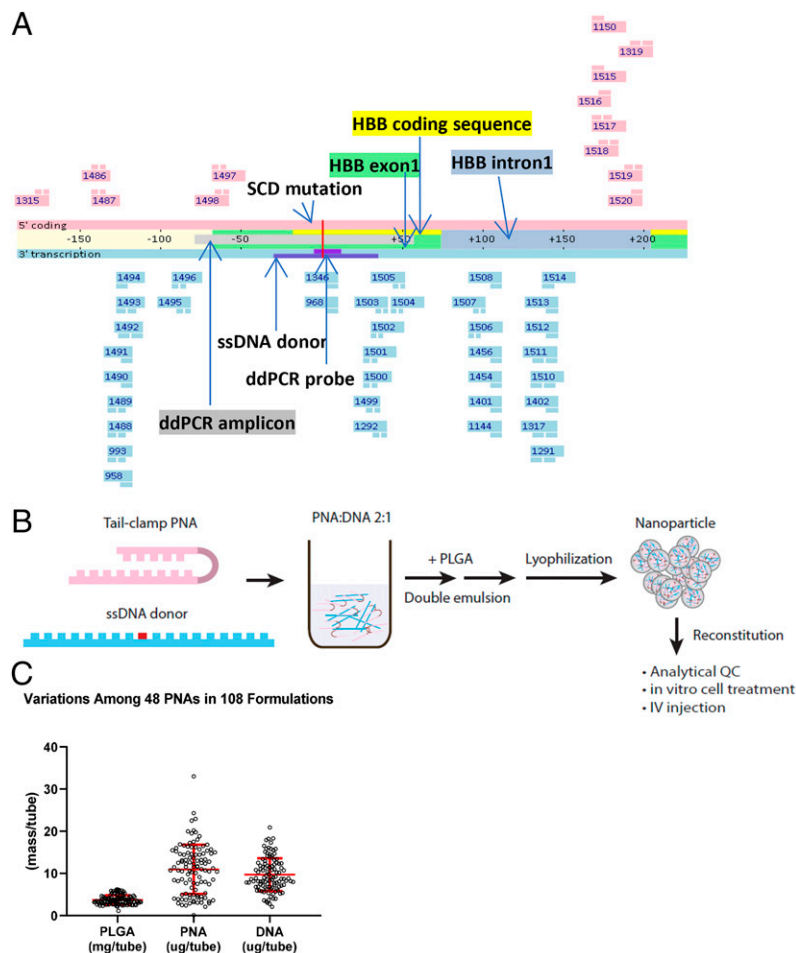 A
1150
1319
1515
1516
1517
1518
1519
1520
HBB coding sequence
HBB exon1
HBB intron1
SCD mutation
1486
1497
1315
1487
1498
5' coding
-150 -100 -50 +50 +100 +150 +200
3' transcription
1494 1496 1346 1505 1508 1514
1493 1495 968 1503 1504 1507 1513
1492 1502 1506 1512
ssDNA donor
1491 1501 1456 1511
ddPCR probe
1490 1500 1454 1510
1489 1499 1401 1402
ddPCR amplicon
1488 1292 1144 1317
993 1291
958
B
Tail-clamp PNA
ssDNA donor
PNA:DNA 2:1
+ PLGA
Double emulsion
Lyophilization
Nanoparticle
Reconstitution
• Analytical QC
• in vitro cell treatment
• IV injection
C
Variations Among 48 PNAs in 108 Formulations
(mass/tube)
40
30
20
10
0
PLGA PNA DNA
(mg/tube) (ug/tube) (ug/tube)